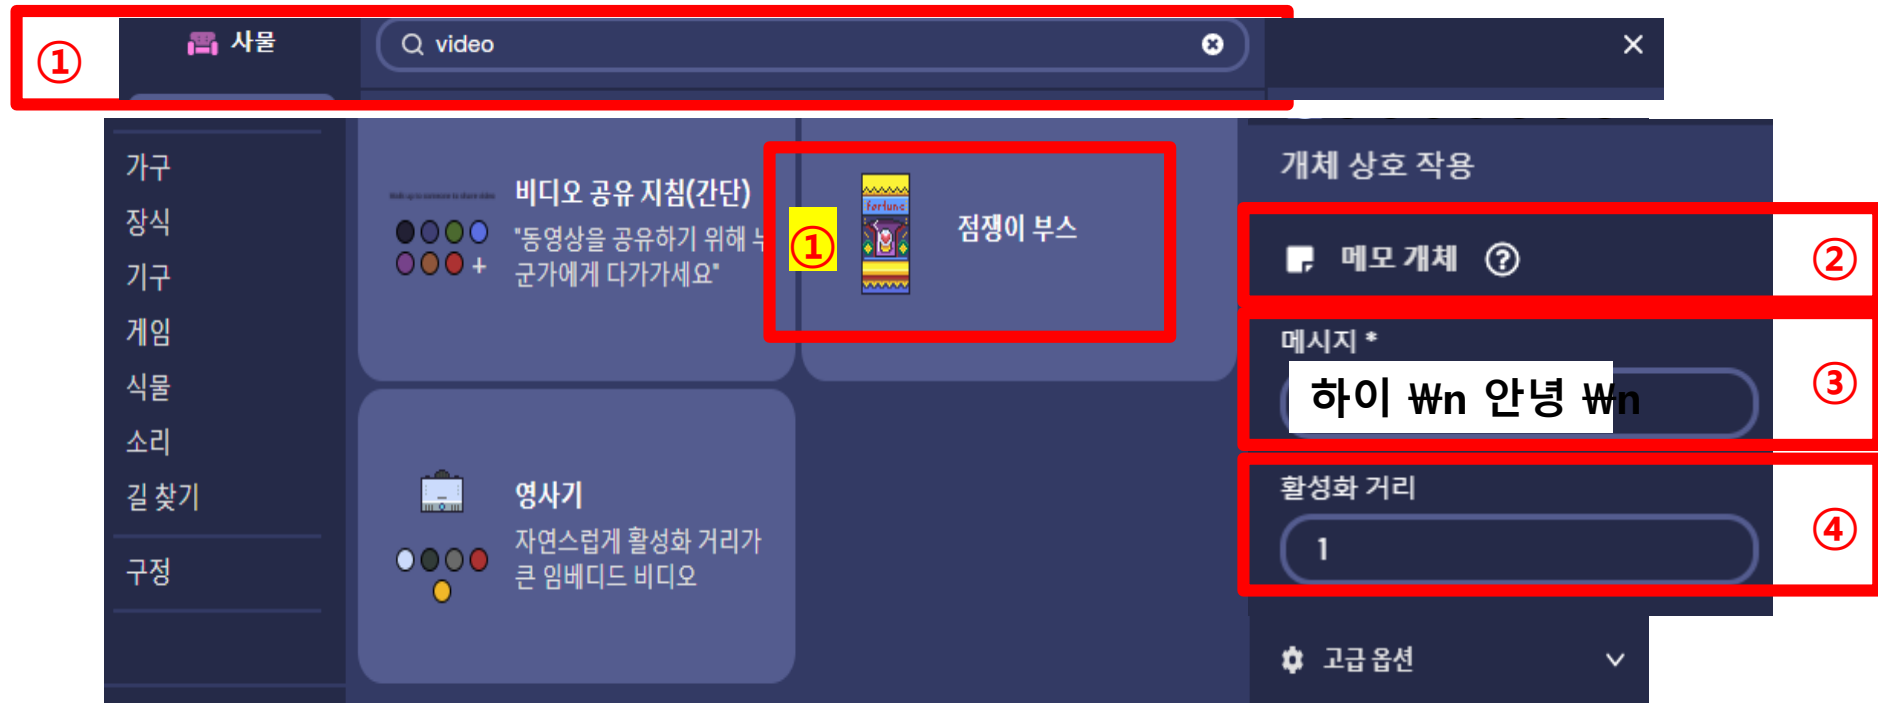 ①
사물
video
×
가구
장식
기구
게임
식물
소리
길 찾기
구정
비디오 공유 지침(간단)
"동영상을 공유하기 위해 누
군가에게 다가가세요"
+
①
fortune
점쟁이 부스
영사기
자연스럽게 활성화 거리가
큰 임베디드 비디오
개체 상호 작용
메모 개체 ?
②
메시지 *
하이 ₩n 안녕 ₩n
③
활성화 거리
1
④
고급 옵션